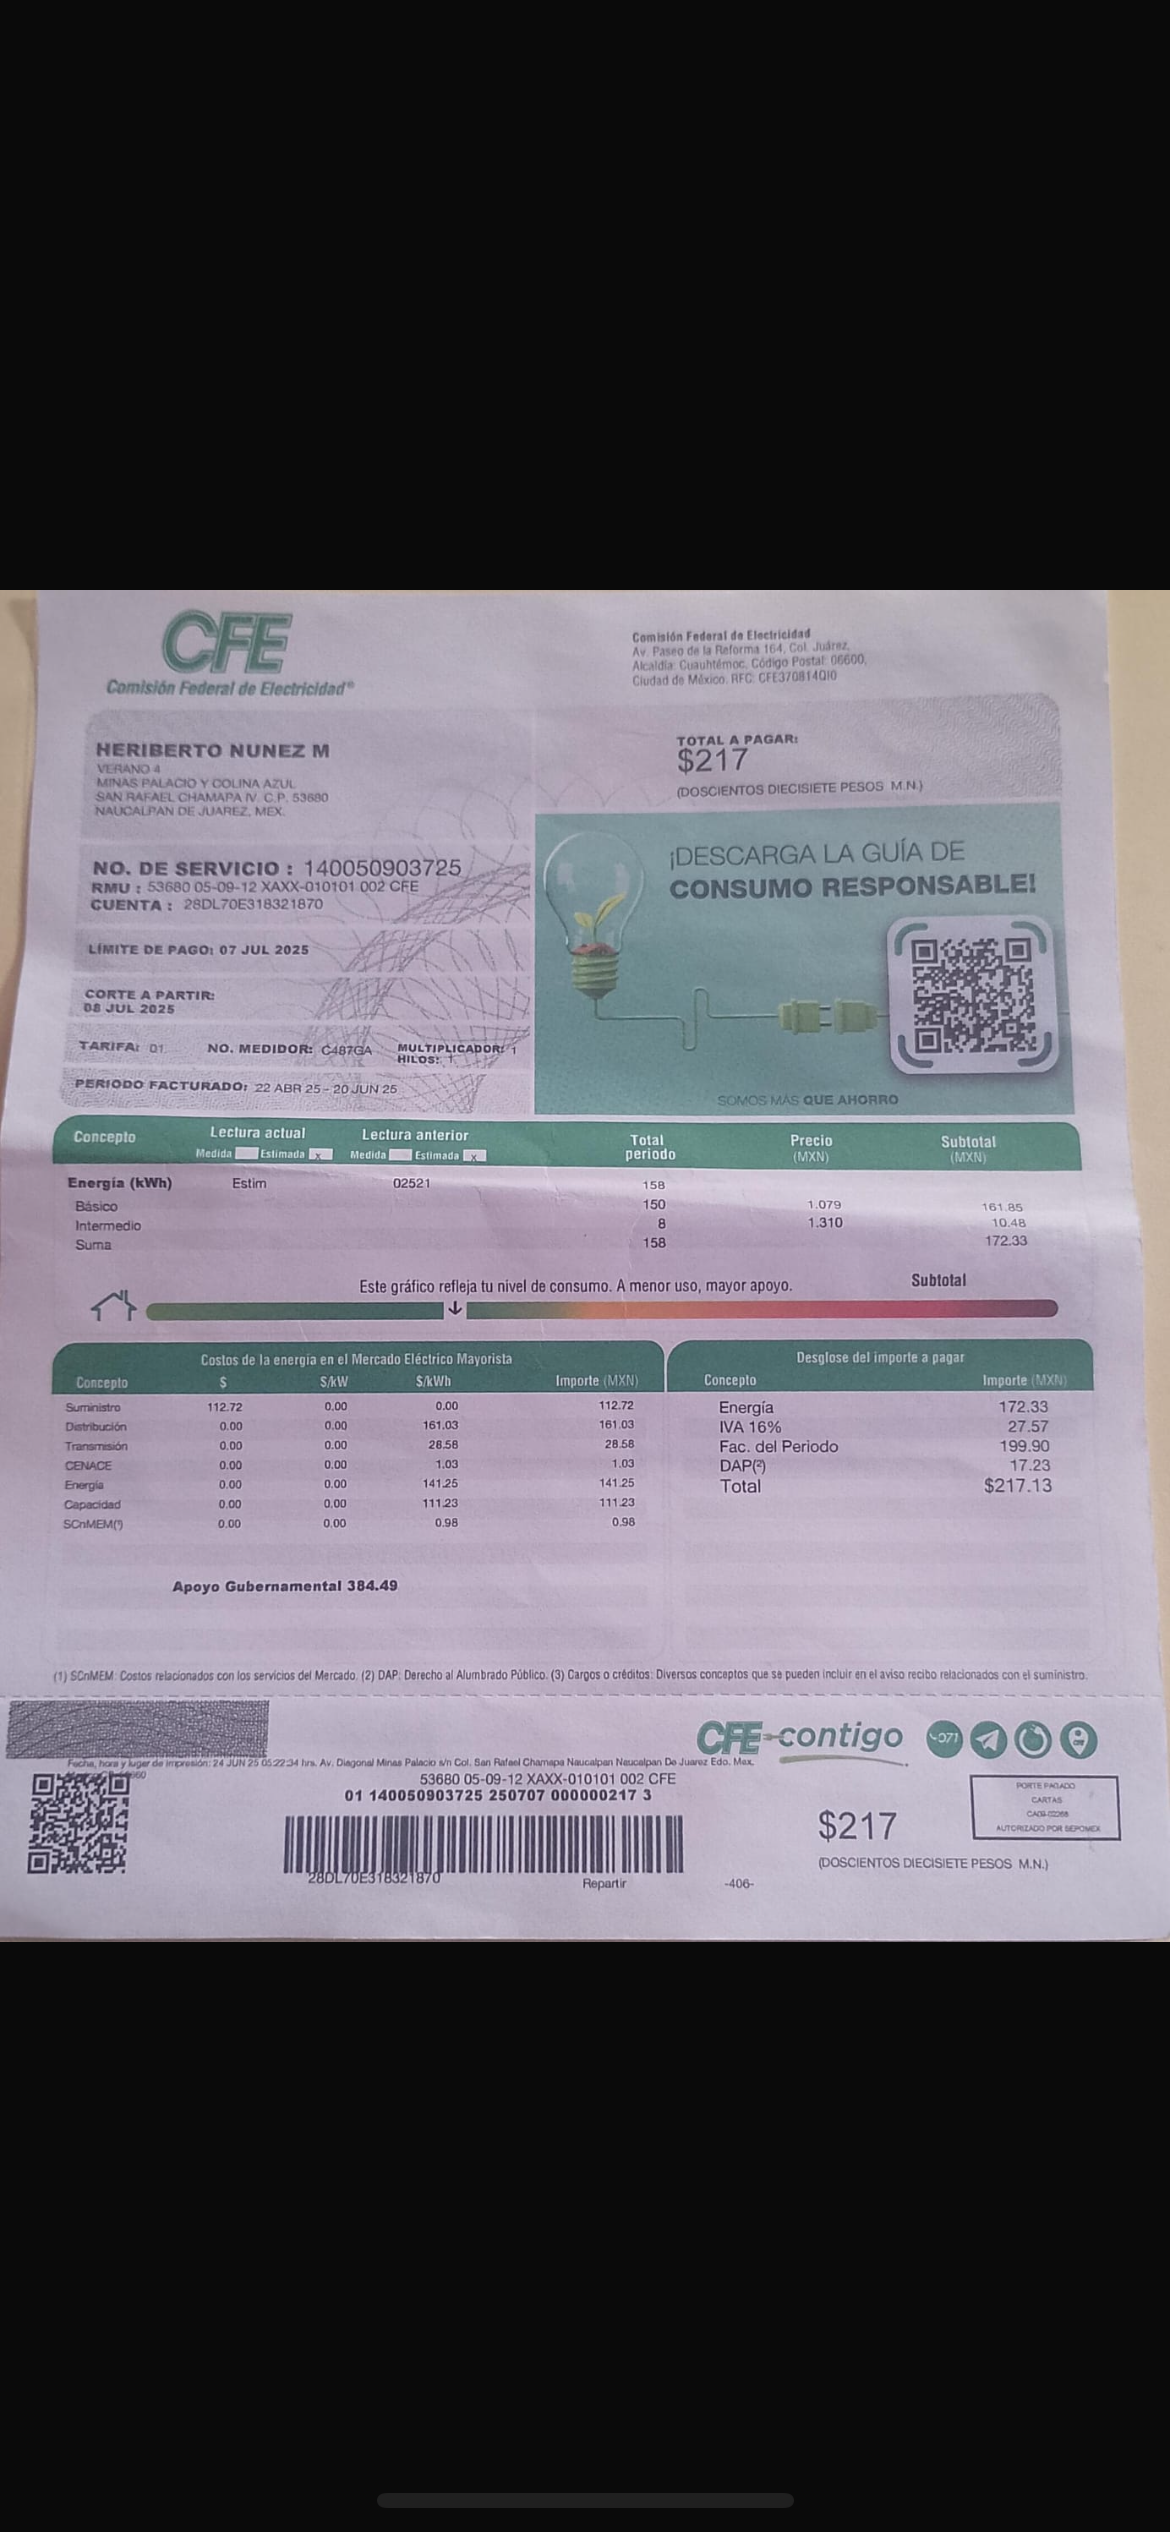 CFE
Comisión Federal de Electricidad®
Comisión Federal de Electricidad
Av. Paseo de la Reforma 164, Col. Juárez,
Alcaldía: Cuauhtémoc, Código Postal: 06600,
Ciudad de México. RFC: CFE370814QI0
HERIBERTO NUNEZ M
VERANO 4
MINAS PALACIO Y COLINA AZUL
SAN RAFAEL CHAMAPA IV. C.P. 53680
NAUCALPAN DE JUAREZ, MEX.
TOTAL A PAGAR:
$217
(DOSCIENTOS DIECISIETE PESOS M.N.)
NO. DE SERVICIO : 140050903725
RMU : 53680 05-09-12 XAXX-010101 002 CFE
CUENTA : 28DL70E318321870
LÍMITE DE PAGO: 07 JUL 2025
CORTE A PARTIR:
08 JUL 2025
TARIFA: 01 NO. MEDIDOR: C487GA MULTIPLICADOR: 1
HILOS: 1
PERIODO FACTURADO: 22 ABR 25 - 20 JUN 25
¡DESCARGA LA GUÍA DE
CONSUMO RESPONSABLE!
SOMOS MÁS QUE AHORRO
Concepto Lectura actual Lectura anterior Total periodo Precio (MXN) Subtotal (MXN)
Medida Estimada x Medida Estimada x
Energía (kWh) Estim 02521 158
Básico 150 1.079 161.85
Intermedio 8 1.310 10.48
Suma 158 172.33
Este gráfico refleja tu nivel de consumo. A menor uso, mayor apoyo. Subtotal
Costos de la energía en el Mercado Eléctrico Mayorista
Concepto $ $/kW $/kWh Importe (MXN)
Suministro 112.72 0.00 0.00 112.72
Distribución 0.00 0.00 161.03 161.03
Transmisión 0.00 0.00 28.58 28.58
CENACE 0.00 0.00 1.03 1.03
Energía 0.00 0.00 141.25 141.25
Capacidad 0.00 0.00 111.23 111.23
SCnMEM(¹) 0.00 0.00 0.98 0.98
Apoyo Gubernamental 384.49
Desglose del importe a pagar
Concepto Importe (MXN)
Energía 172.33
IVA 16% 27.57
Fac. del Periodo 199.90
DAP(²) 17.23
Total $217.13
(1) SCnMEM: Costos relacionados con los servicios del Mercado. (2) DAP: Derecho al Alumbrado Público. (3) Cargos o créditos: Diversos conceptos que se pueden incluir en el aviso recibo relacionados con el suministro.
CFE contigo
071
Fecha, hora y lugar de impresión: 24 JUN 25 05:22:34 hrs. Av. Diagonal Minas Palacio s/n Col. San Rafael Chamapa Naucalpan Naucalpan De Juarez Edo. Mex.
53680 05-09-12 XAXX-010101 002 CFE
01 140050903725 250707 000000217 3
28DL70E318321870
Repartir
-406-
$217
(DOSCIENTOS DIECISIETE PESOS M.N.)
PORTE PAGADO
CARTAS
AUTORIZADO POR SEPOMEX